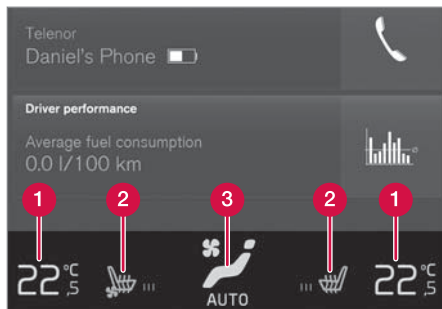 Telenor
Daniel's Phone
Driver performance
Average fuel consumption
0.0 l/100 km
1 2 3 2 1
22,5 °C 22,5 °C
AUTO